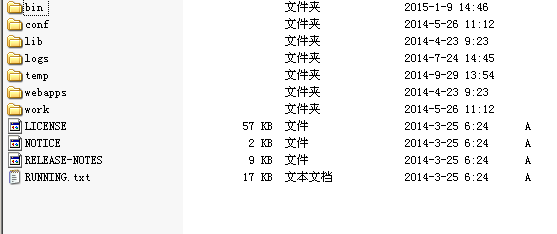 bin 文件夹 2015-1-9 14:46
conf 文件夹 2014-5-26 11:12
lib 文件夹 2014-4-23 9:23
logs 文件夹 2014-7-24 14:45
temp 文件夹 2014-9-29 13:54
webapps 文件夹 2014-4-23 9:23
work 文件夹 2014-5-26 11:12
LICENSE 57 KB 文件 2014-3-25 6:24 A
NOTICE 2 KB 文件 2014-3-25 6:24 A
RELEASE-NOTES 9 KB 文件 2014-3-25 6:24 A
RUNNING.txt 17 KB 文本文档 2014-3-25 6:24 A